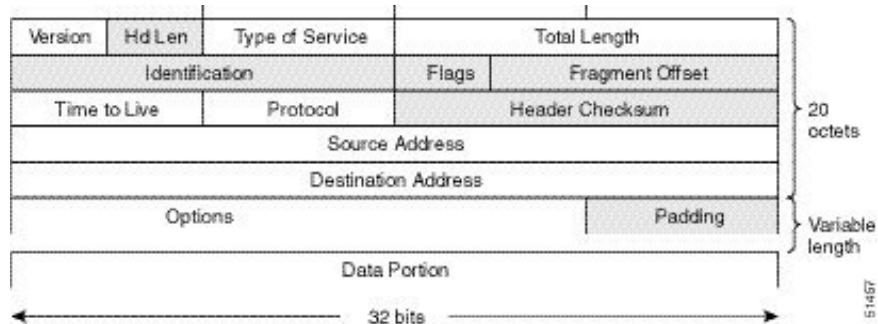 Version Hd Len Type of Service Total Length
Identification Flags Fragment Offset
Time to Live Protocol Header Checksum
20
octets
Source Address
Destination Address
Options Padding
Variable
length
Data Portion
32 bits
51457